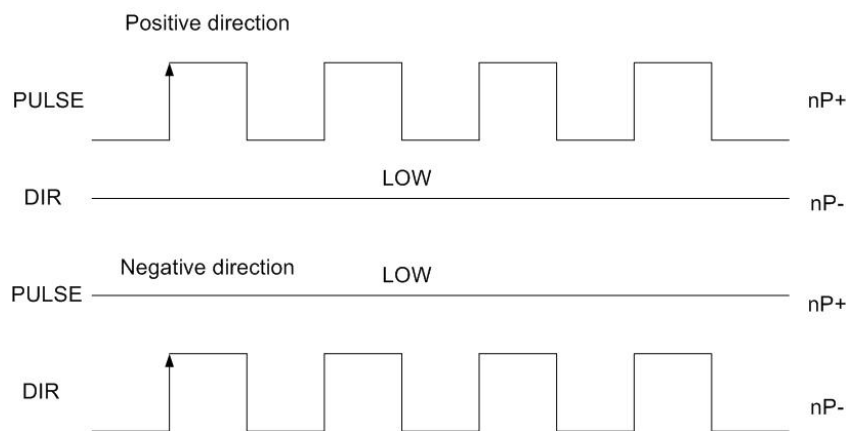 Positive direction
PULSE
nP+
LOW
DIR
nP-
Negative direction
LOW
PULSE
nP+
DIR
nP-